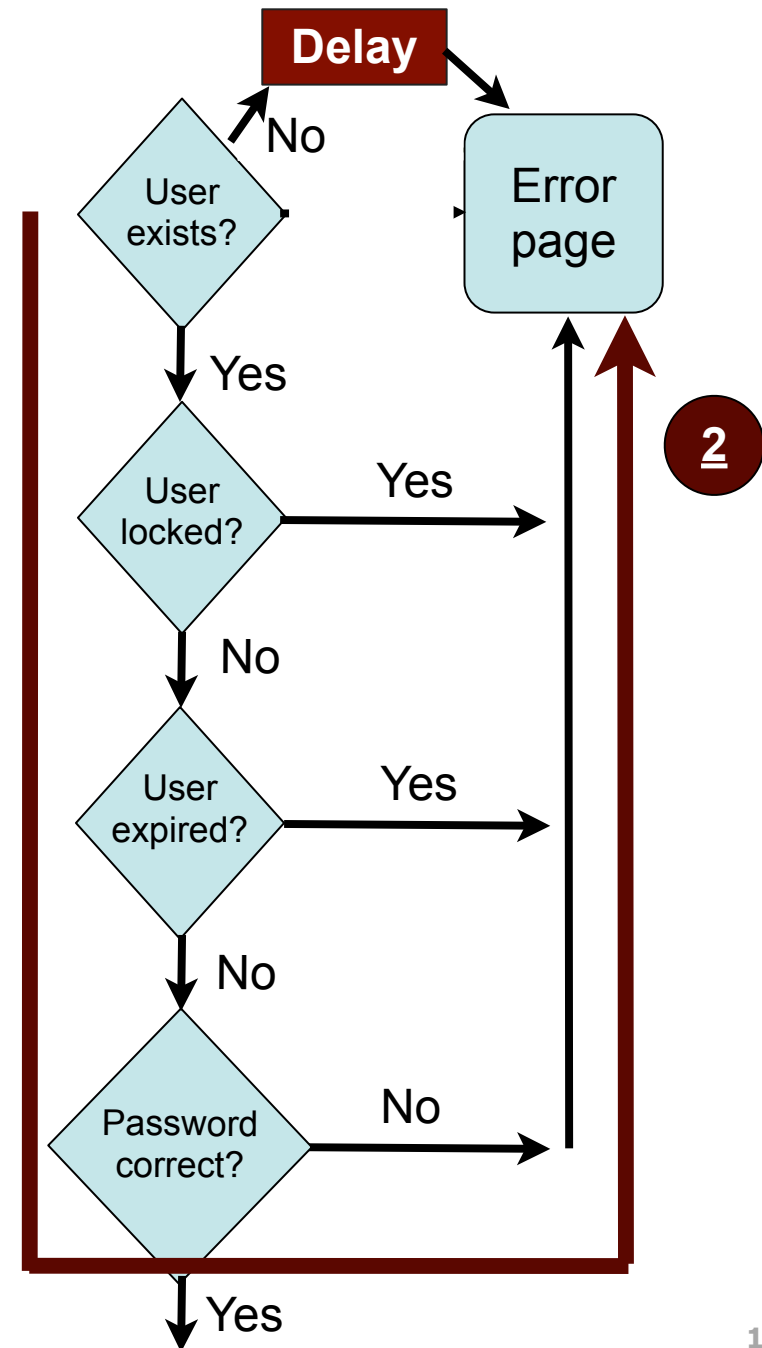 Delay
No
User
exists?
Error
page
Yes
2
User
locked?
Yes
No
User
expired?
Yes
No
Password
correct?
No
Yes
1